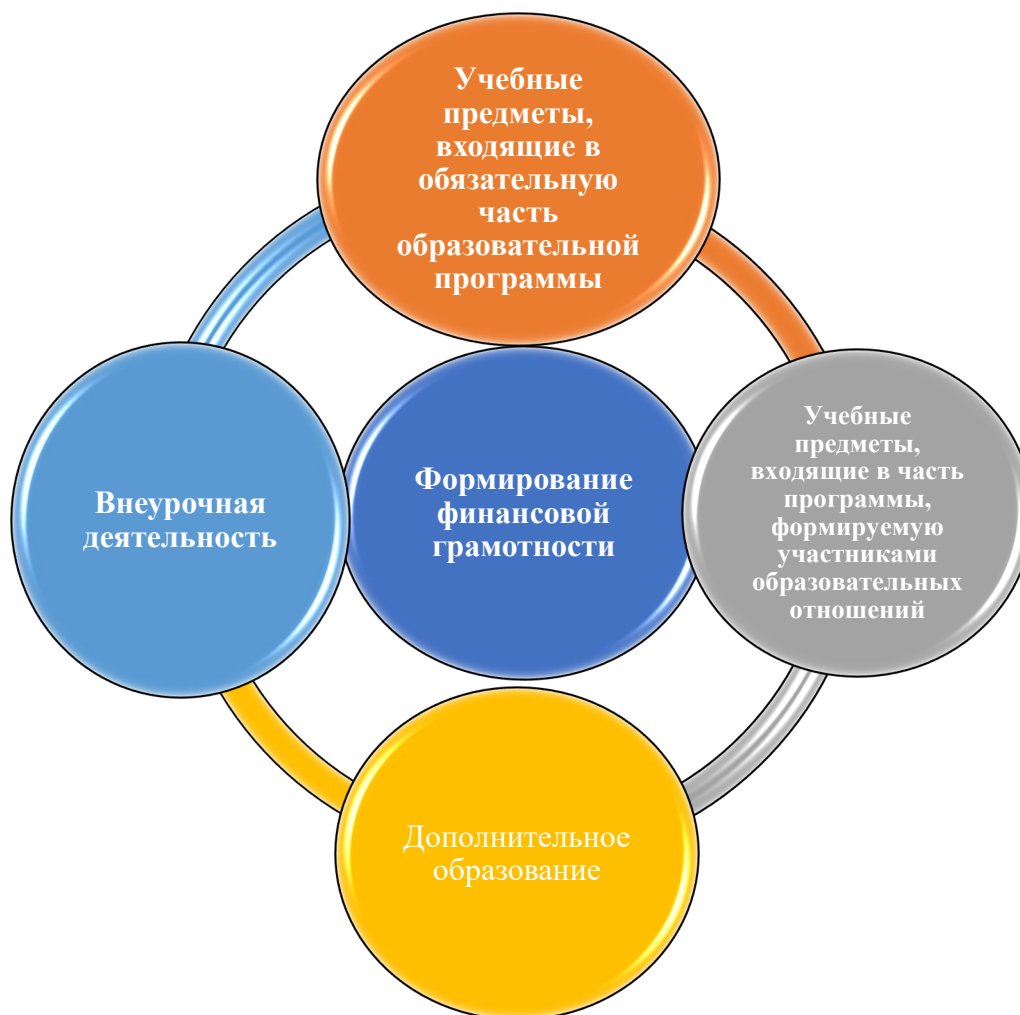 Учебные
предметы,
входящие в
обязательную
часть
образовательной
программы
Внеурочная
деятельность
Формирование
финансовой
грамотности
Учебные
предметы,
входящие в часть
программы,
формируемую
участниками
образовательных
отношений
Дополнительное
образование